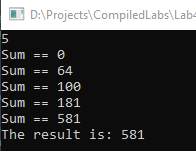 D:\Projects\CompiledLabs\Lab4
5
Sum == 0
Sum == 64
Sum == 100
Sum == 181
Sum == 581
The result is: 581